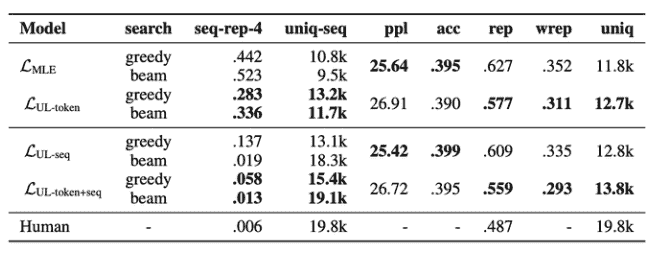 Model search seq-rep-4 uniq-seq ppl acc rep wrep uniq
ℒMLE greedy .442 10.8k 25.64 .395 .627 .352 11.8k
beam .523 9.5k
ℒUL-token greedy .283 13.2k 26.91 .390 .577 .311 12.7k
beam .336 11.7k
ℒUL-seq greedy .137 13.1k 25.42 .399 .609 .335 12.8k
beam .019 18.3k
ℒUL-token+seq greedy .058 15.4k 26.72 .395 .559 .293 13.8k
beam .013 19.1k
Human - .006 19.8k - - .487 - 19.8k